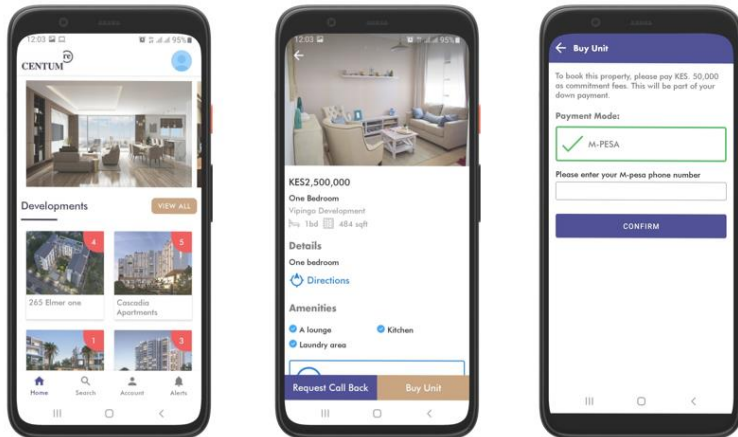 12:03
95%
CENTUM re
Developments
VIEW ALL
4
5
265 Elmer one
Cascadia
Apartments
1
3
Home
Search
Account
Alerts
12:03
95%
KES2,500,000
One Bedroom
Vipingo Development
1bd 484 sqft
Details
One bedroom
Directions
Amenities
A lounge
Kitchen
Laundry area
Request Call Back
Buy Unit
Buy Unit
To book this property, please pay KES. 50,000
as commitment fees. This will be part of your
down payment.
Payment Mode:
M-PESA
Please enter your M-pesa phone number
CONFIRM